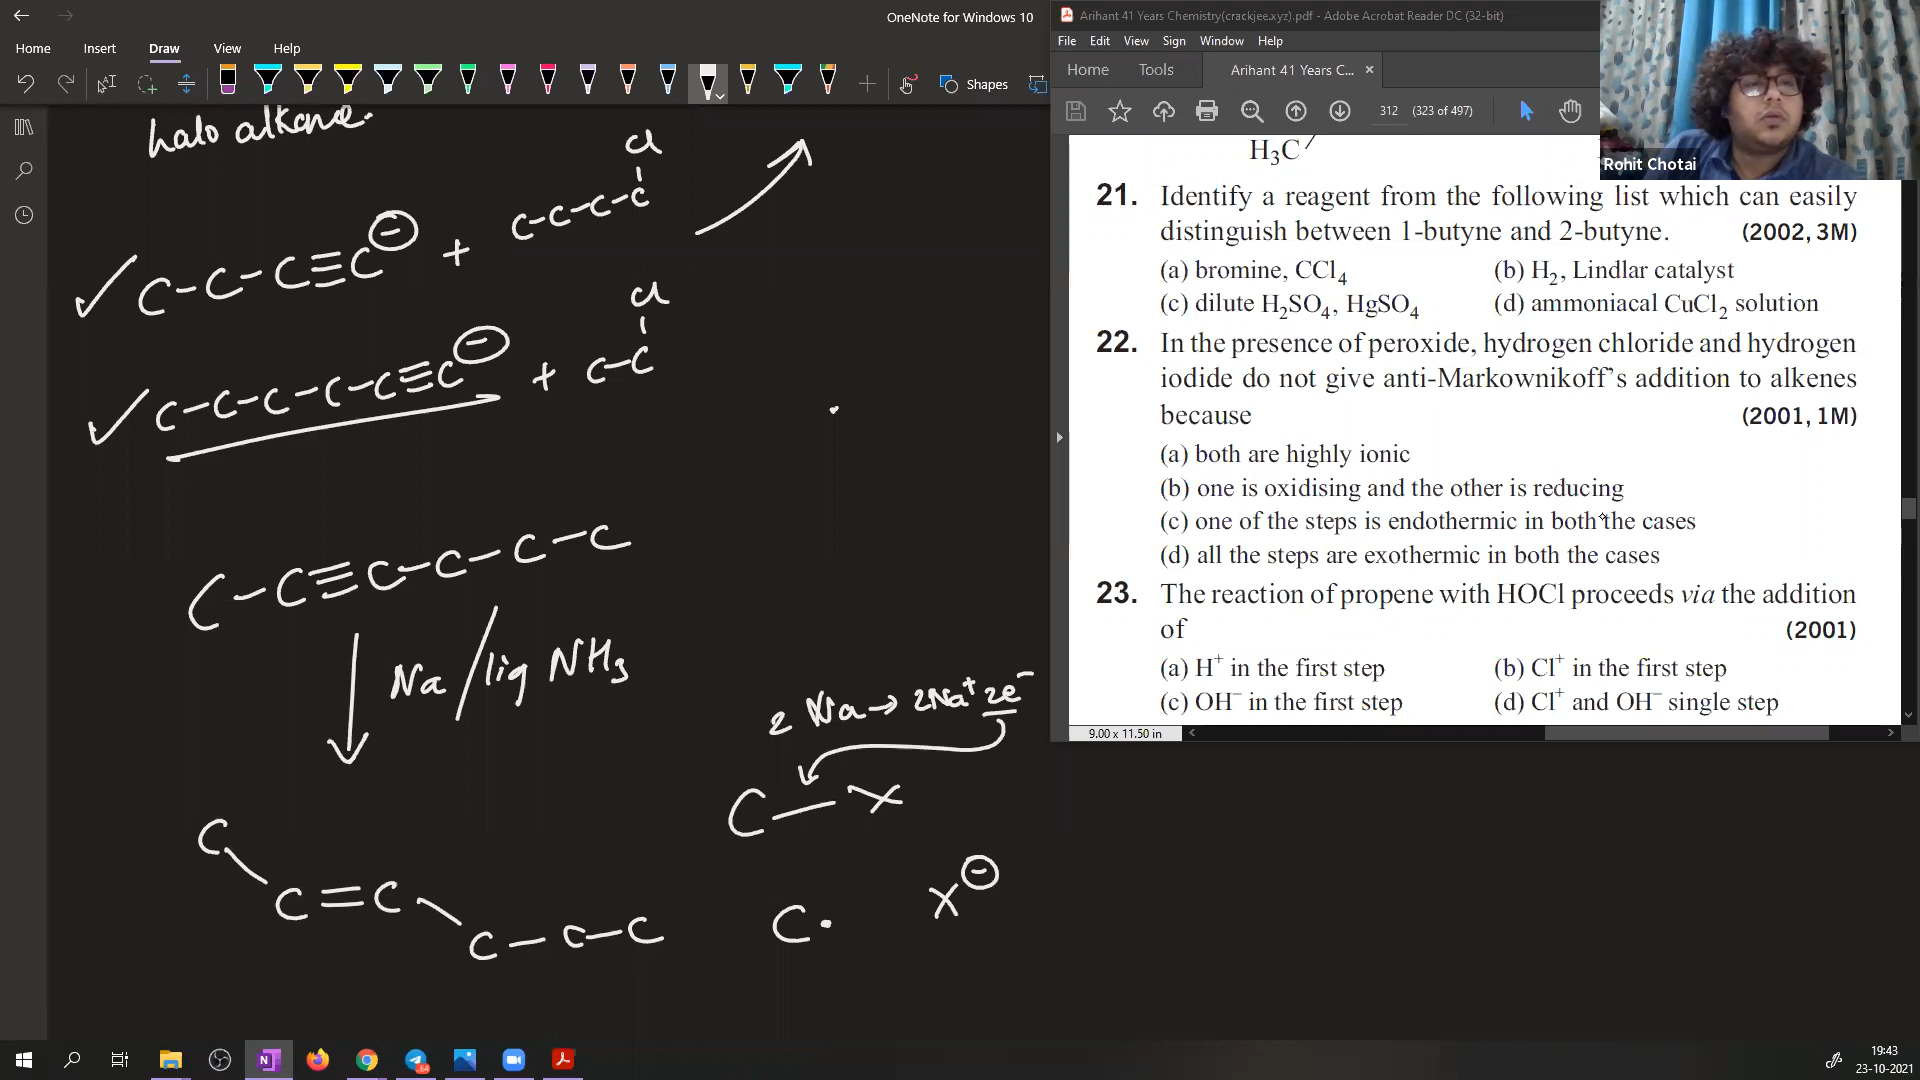 OneNote for Windows 10
Home Insert Draw View Help
Shapes
halo alkene.
Cl
C-C-C-C
C-C-C≡C⊖ +
Cl
C-C-C-C-C≡C⊖ + C-C
C-C≡C-C-C-C
Na/liq NH3
2 Na → 2Na+ 2e-
C-X
C
C=C
C-C-C
C. X⊖
Arihant 41 Years Chemistry(crackjee.xyz).pdf - Adobe Acrobat Reader DC (32-bit)
File Edit View Sign Window Help
Home Tools Arihant 41 Years C... ×
312 (323 of 497)
Rohit Chotai
H3C
21. Identify a reagent from the following list which can easily
distinguish between 1-butyne and 2-butyne. (2002, 3M)
(a) bromine, CCl4 (b) H2, Lindlar catalyst
(c) dilute H2SO4, HgSO4 (d) ammoniacal CuCl2 solution
22. In the presence of peroxide, hydrogen chloride and hydrogen
iodide do not give anti-Markownikoff's addition to alkenes
because (2001, 1M)
(a) both are highly ionic
(b) one is oxidising and the other is reducing
(c) one of the steps is endothermic in both the cases
(d) all the steps are exothermic in both the cases
23. The reaction of propene with HOCl proceeds via the addition
of (2001)
(a) H+ in the first step (b) Cl+ in the first step
(c) OH− in the first step (d) Cl+ and OH− single step
9.00 x 11.50 in
64
19:43
23-10-2021